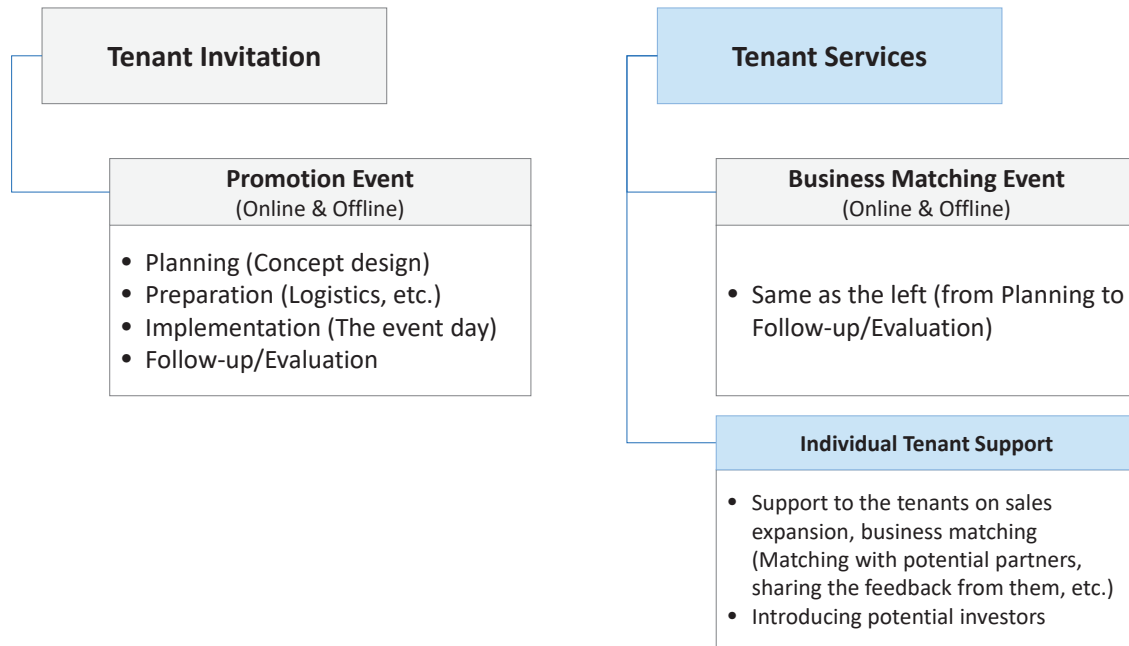 Tenant Invitation
Promotion Event
(Online & Offline)
• Planning (Concept design)
• Preparation (Logistics, etc.)
• Implementation (The event day)
• Follow-up/Evaluation
Tenant Services
Business Matching Event
(Online & Offline)
• Same as the left (from Planning to
Follow-up/Evaluation)
Individual Tenant Support
• Support to the tenants on sales
expansion, business matching
(Matching with potential partners,
sharing the feedback from them, etc.)
• Introducing potential investors